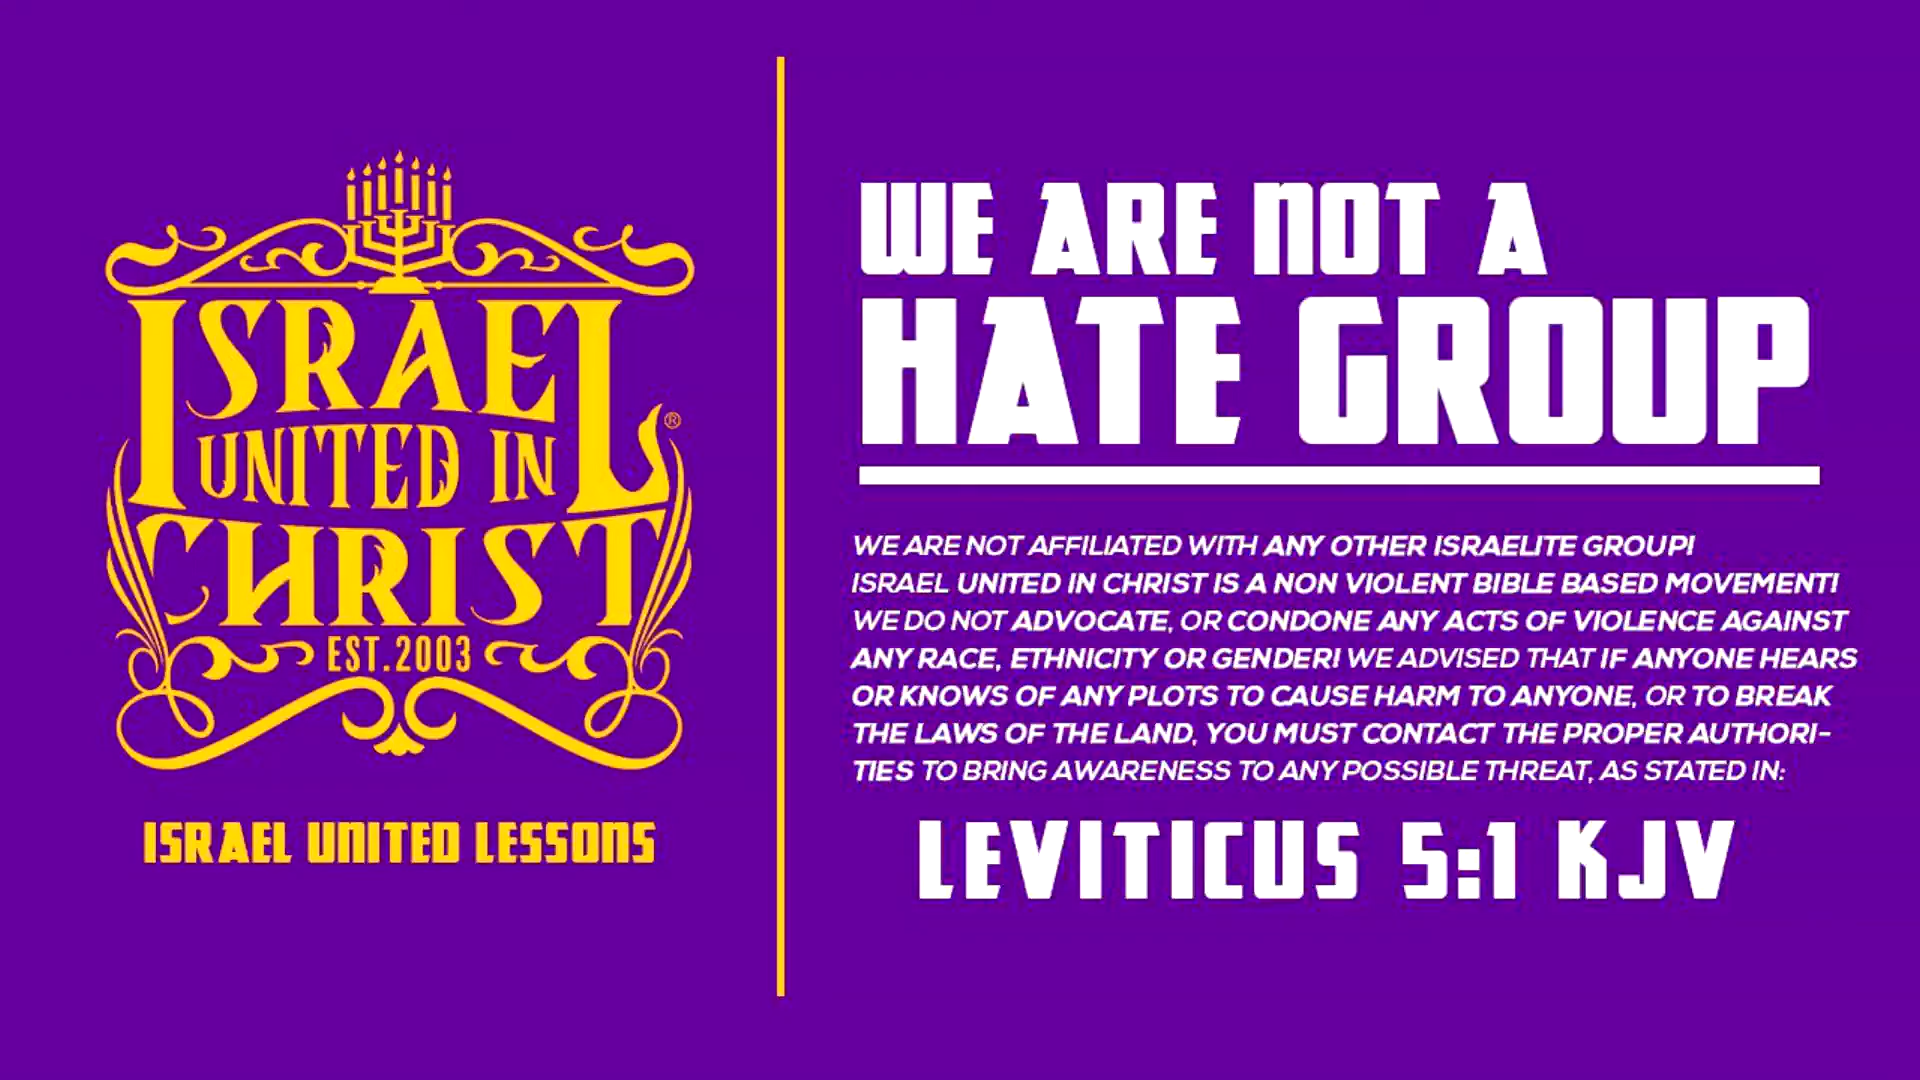 ISRAEL
UNITED IN
CHRIST
®
EST.2003
ISRAEL UNITED LESSONS
WE ARE NOT A
HATE GROUP
WE ARE NOT AFFILIATED WITH ANY OTHER ISRAELITE GROUP!
ISRAEL UNITED IN CHRIST IS A NON VIOLENT BIBLE BASED MOVEMENT!
WE DO NOT ADVOCATE, OR CONDONE ANY ACTS OF VIOLENCE AGAINST
ANY RACE, ETHNICITY OR GENDER! WE ADVISED THAT IF ANYONE HEARS
OR KNOWS OF ANY PLOTS TO CAUSE HARM TO ANYONE, OR TO BREAK
THE LAWS OF THE LAND, YOU MUST CONTACT THE PROPER AUTHORI-
TIES TO BRING AWARENESS TO ANY POSSIBLE THREAT, AS STATED IN:
LEVITICUS 5:1 KJV